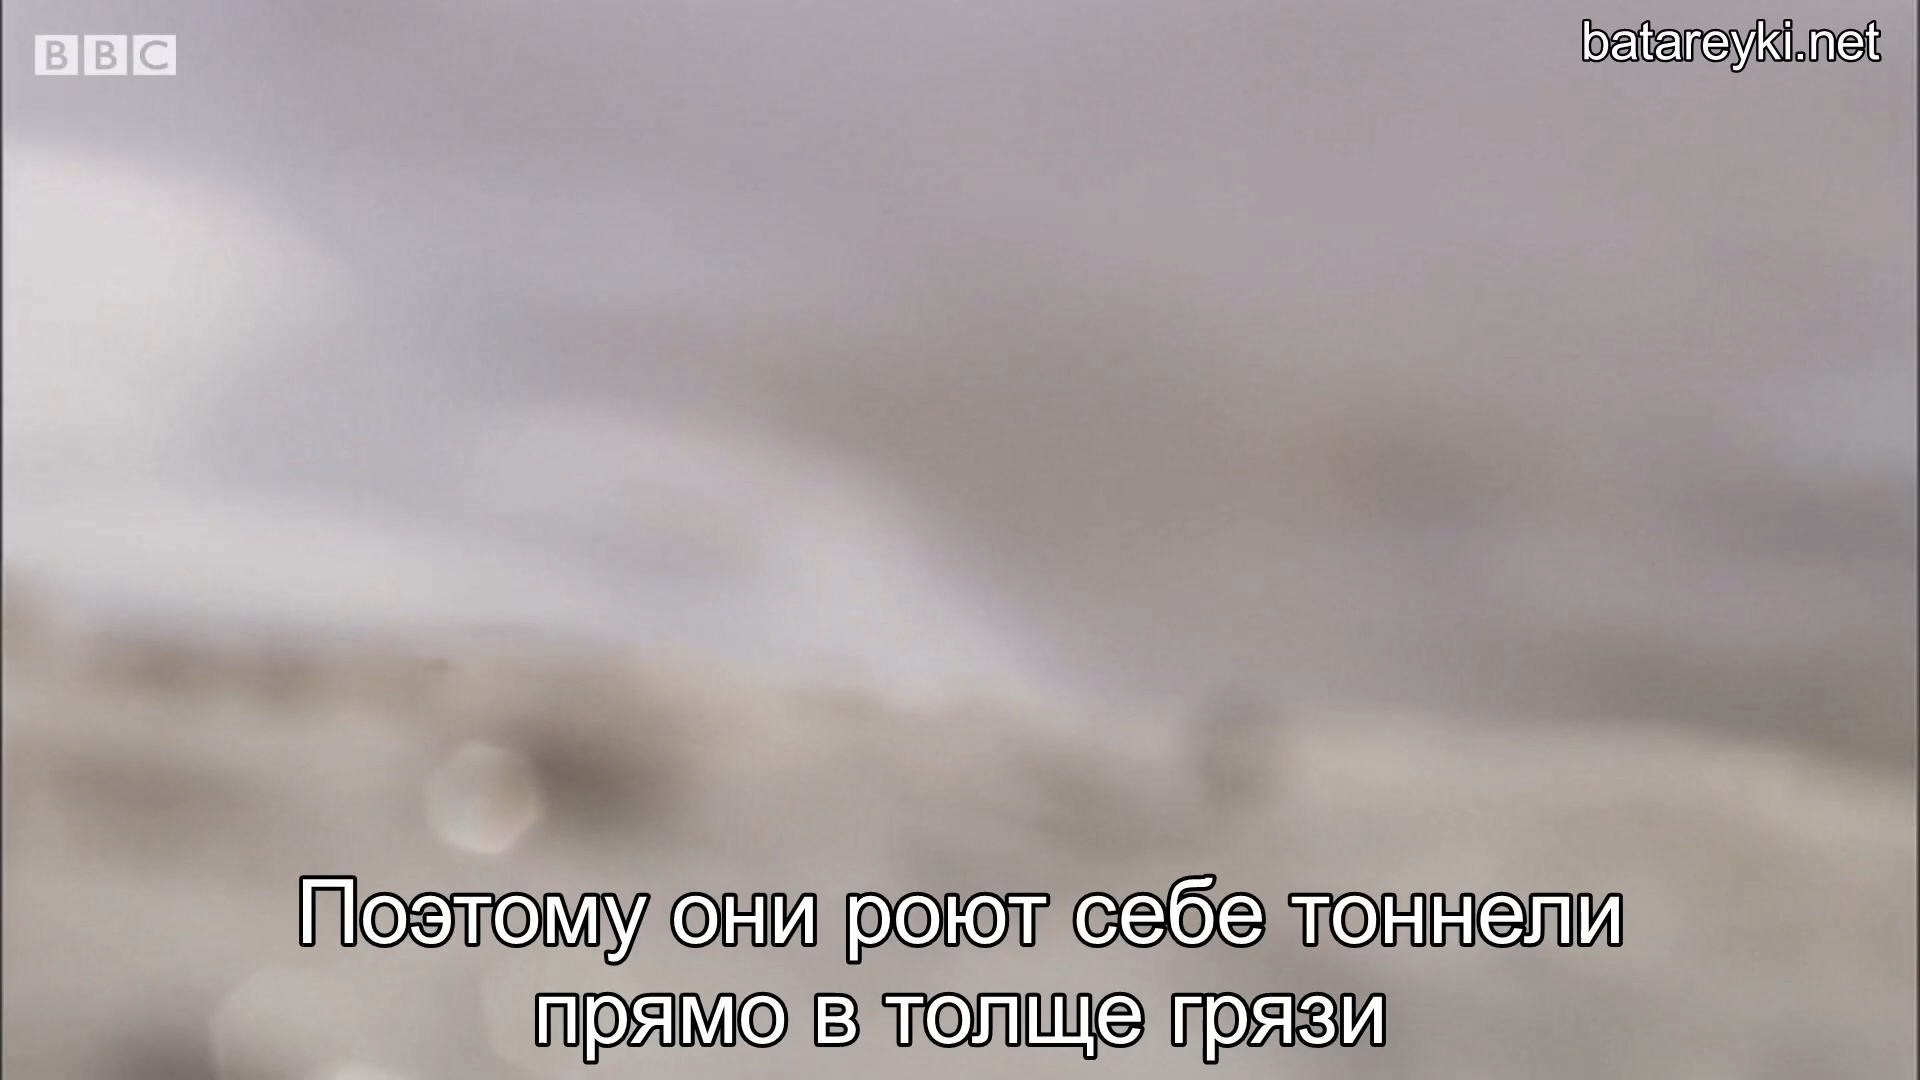 BBC
batareyki.net
Поэтому они роют себе тоннели
прямо в толще грязи